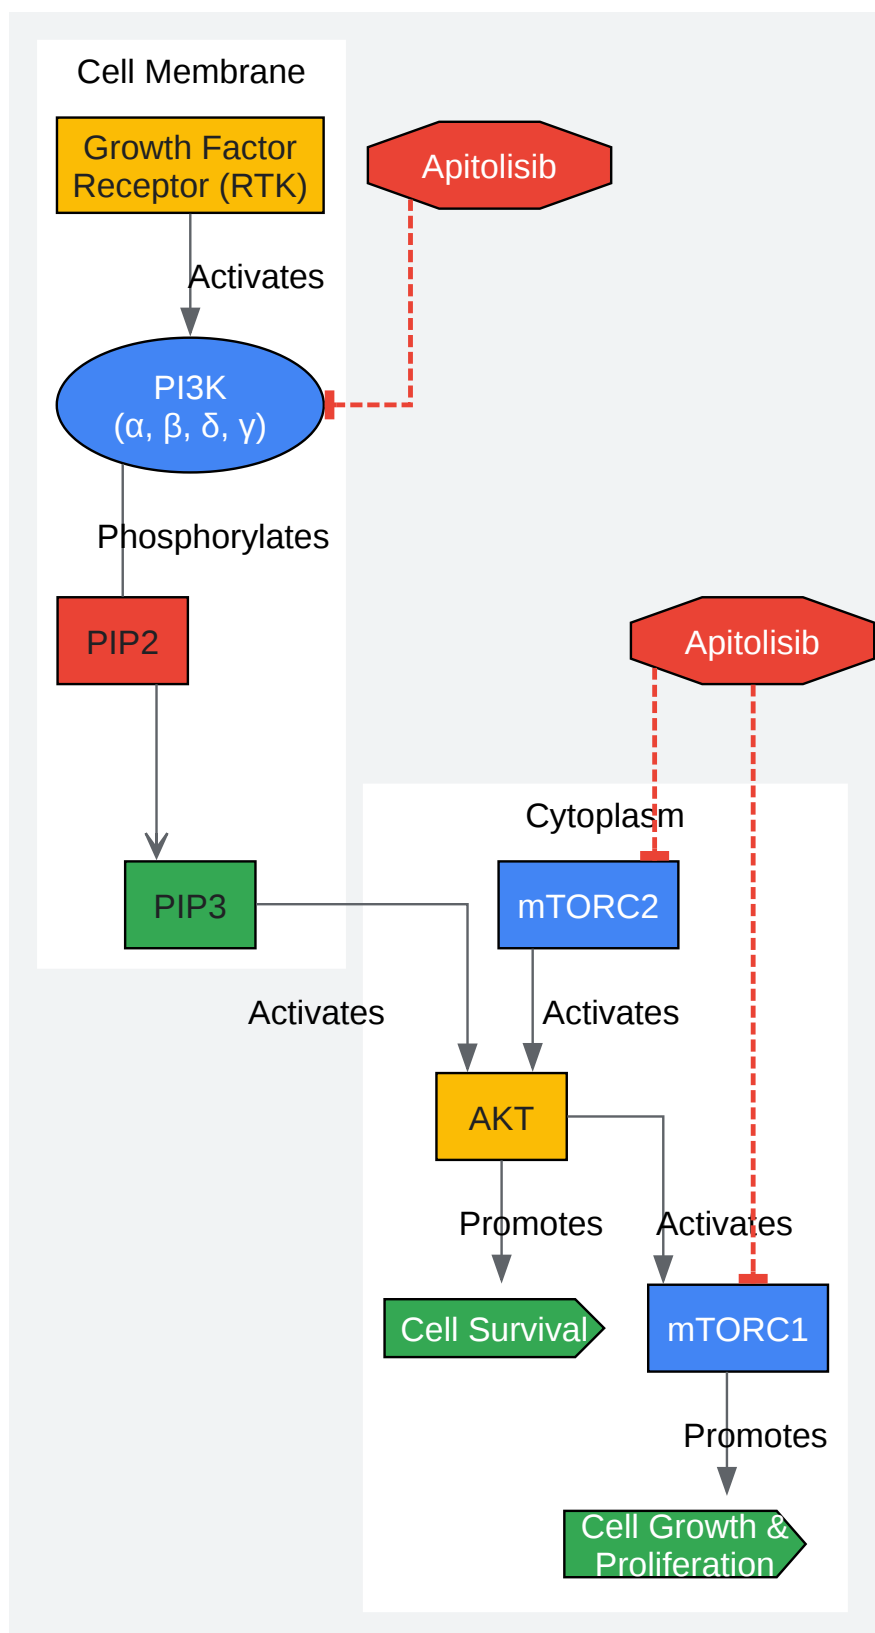 Cell Membrane
Growth Factor
Receptor (RTK)
Apitolisib
Activates
PI3K
(α, β, δ, γ)
Phosphorylates
PIP2
Apitolisib
Cytoplasm
PIP3
mTORC2
Activates
Activates
AKT
Promotes
Activates
Cell Survival
mTORC1
Promotes
Cell Growth &
Proliferation